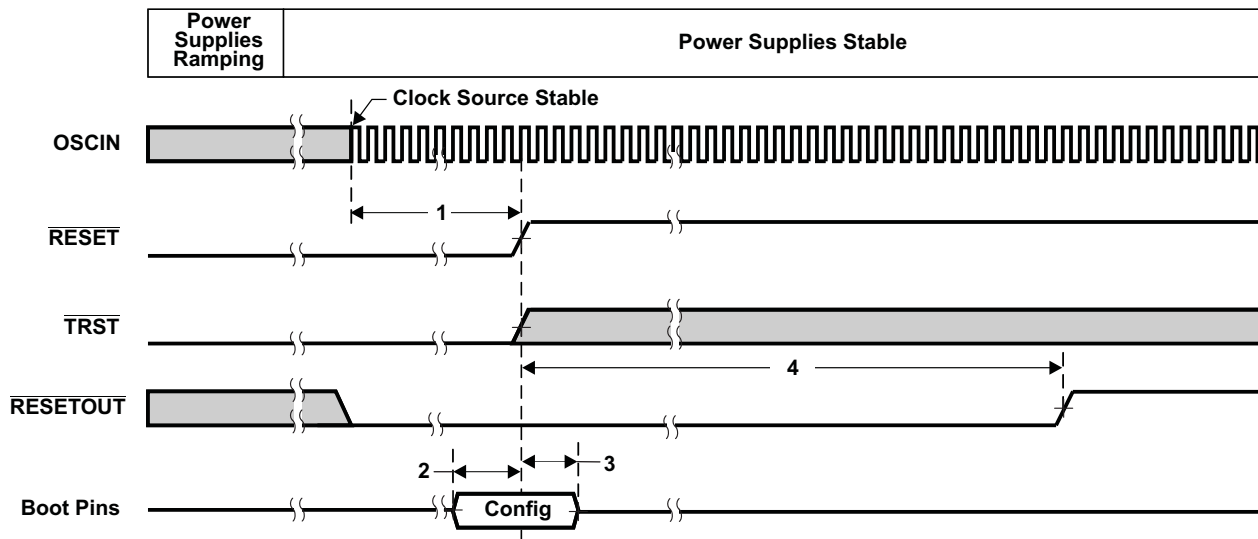 Power
Supplies
Ramping
Power Supplies Stable
Clock Source Stable
OSCIN
1
RESET
TRST
4
RESETOUT
2
3
Boot Pins
Config